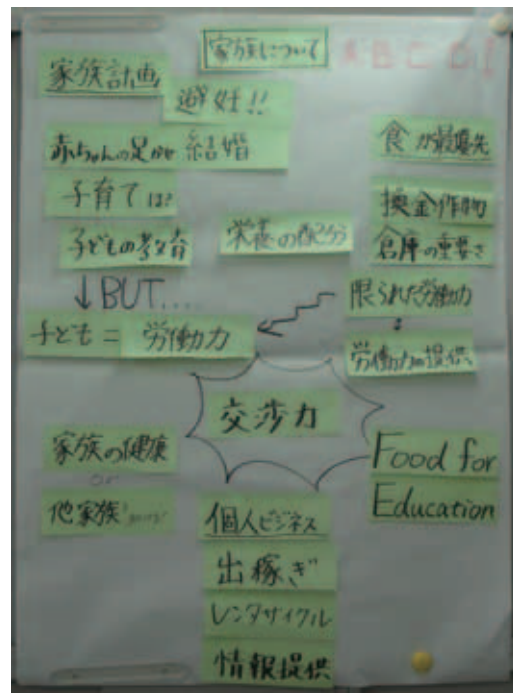 家族について
A B C D !
家族計画
避妊!!
赤ちゃんの足かせ 結婚
子育ては?
子どもの教育
↓ BUT....
子ども = 労働力
栄養の配分
食が最優先
換金作物
倉庫の重要さ
限られた労働力
労働力の提供
交渉力
家族の健康
or
他家族
Food for
Education
個人ビジネス
出稼ぎ
レンタサイクル
情報提供